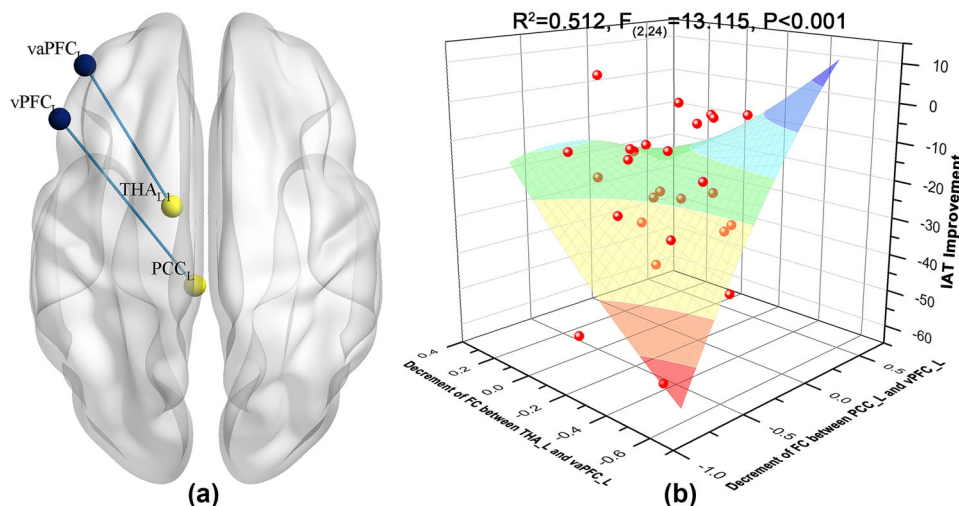 vaPFC_L
vPFC_L
THA_L1
PCC_L
(a)
R²=0.512, F_(2,24)=13.115, P<0.001
10
0
-10
-20
-30
-40
-50
-60
IAT Improvement
0.4
0.2
0.0
-0.2
-0.4
-0.6
Decrement of FC between THA_L and vaPFC_L
0.5
0.0
-0.5
-1.0
Decrement of FC between PCC_L and vPFC_L
(b)